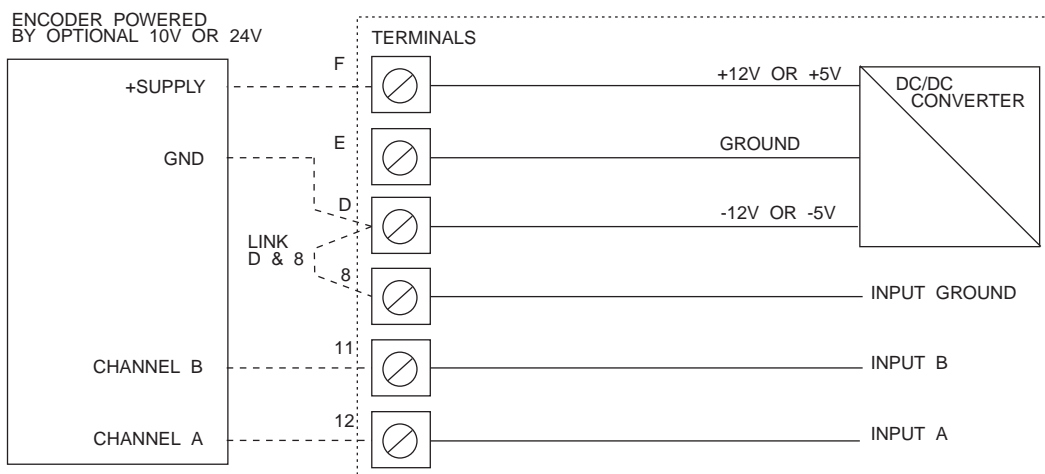 ENCODER POWERED
BY OPTIONAL 10V OR 24V
TERMINALS
F
+SUPPLY
+12V OR +5V
DC/DC
CONVERTER
E
GND
GROUND
D
-12V OR -5V
LINK
D & 8
8
INPUT GROUND
11
CHANNEL B
INPUT B
12
CHANNEL A
INPUT A